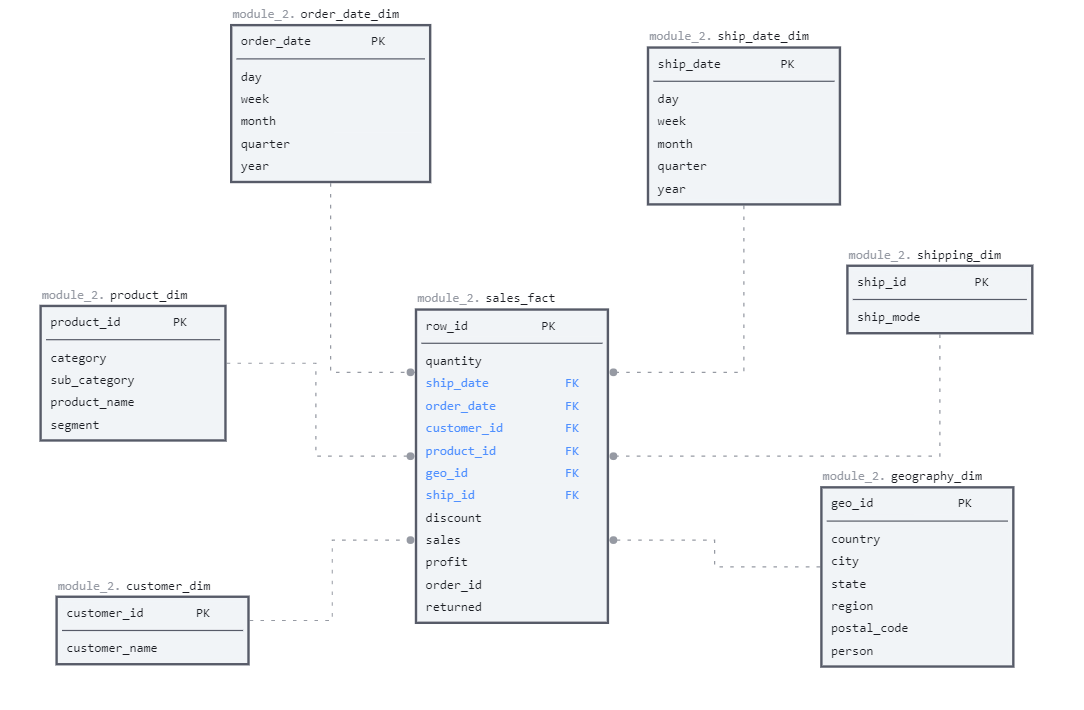 module_2. order_date_dim
order_date PK
day
week
month
quarter
year
module_2. ship_date_dim
ship_date PK
day
week
month
quarter
year
module_2. shipping_dim
ship_id PK
ship_mode
module_2. product_dim
product_id PK
category
sub_category
product_name
segment
module_2. sales_fact
row_id PK
quantity
ship_date FK
order_date FK
customer_id FK
product_id FK
geo_id FK
ship_id FK
discount
sales
profit
order_id
returned
module_2. geography_dim
geo_id PK
country
city
state
region
postal_code
person
module_2. customer_dim
customer_id PK
customer_name